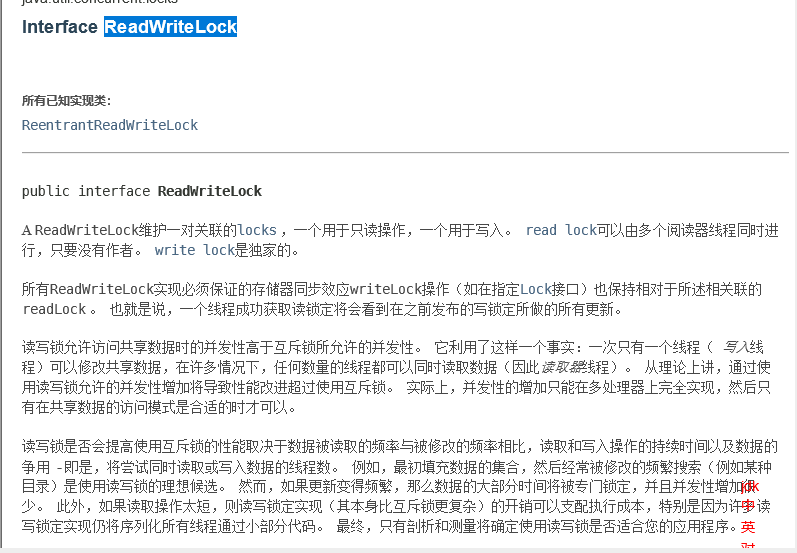 java.util.concurrent.locks
Interface ReadWriteLock
所有已知实现类：
ReentrantReadWriteLock
public interface ReadWriteLock
A ReadWriteLock维护一对关联的locks ，一个用于只读操作，一个用于写入。 read lock可以由多个阅读器线程同时进
行，只要没有作者。 write lock是独家的。
所有ReadWriteLock实现必须保证的存储器同步效应writeLock操作（如在指定Lock接口）也保持相对于所述相关联的
readLock 。 也就是说，一个线程成功获取读锁定将会看到在之前发布的写锁定所做的所有更新。
读写锁允许访问共享数据时的并发性高于互斥锁所允许的并发性。 它利用了这样一个事实：一次只有一个线程（ 写入线
程）可以修改共享数据，在许多情况下，任何数量的线程都可以同时读取数据（因此读取器线程）。 从理论上讲，通过使
用读写锁允许的并发性增加将导致性能改进超过使用互斥锁。 实际上，并发性的增加只能在多处理器上完全实现，然后只
有在共享数据的访问模式是合适的时才可以。
读写锁是否会提高使用互斥锁的性能取决于数据被读取的频率与被修改的频率相比，读取和写入操作的持续时间以及数据的
争用 -即是，将尝试同时读取或写入数据的线程数。 例如，最初填充数据的集合，然后经常被修改的频繁搜索（例如某种
目录）是使用读写锁的理想候选。 然而，如果更新变得频繁，那么数据的大部分时间将被专门锁定，并且并发性增加很
少。 此外，如果读取操作太短，则读写锁定实现（其本身比互斥锁更复杂）的开销可以支配执行成本，特别是因为许多读
写锁定实现仍将序列化所有线程通过小部分代码。 最终，只有剖析和测量将确定使用读写锁是否适合您的应用程序。
jdk
中
英
对